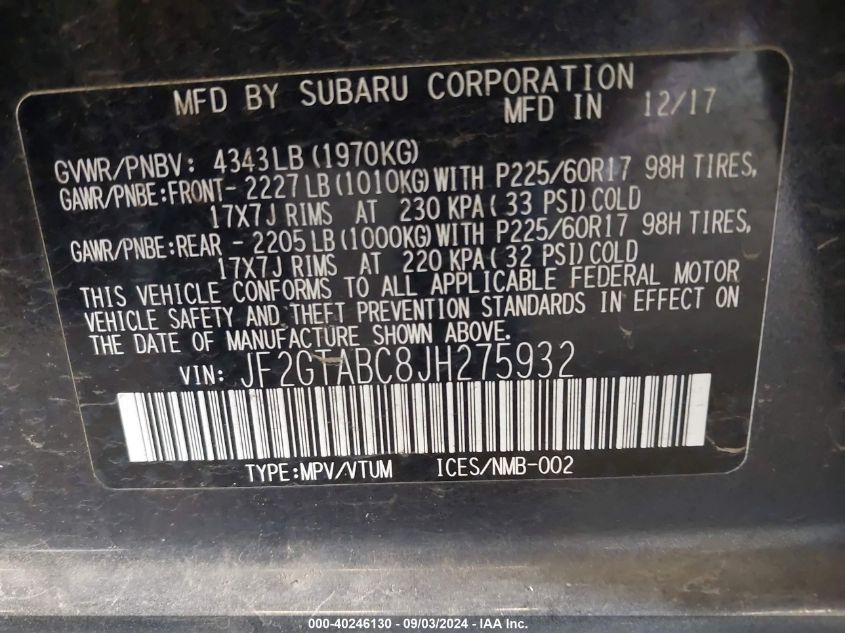 MFD BY SUBARU CORPORATION
MFD IN 12/17
GVWR/PNBV: 4343LB (1970KG)
GAWR/PNBE:FRONT- 2227 LB (1010KG) WITH P225/60R17 98H TIRES,
17X7J RIMS AT 230 KPA( 33 PSI) COLD
GAWR/PNBE:REAR - 2205 LB (1000KG) WITH P225/60R17 98H TIRES,
17X7J RIMS AT 220 KPA( 32 PSI) COLD
THIS VEHICLE CONFORMS TO ALL APPLICABLE FEDERAL MOTOR
VEHICLE SAFETY AND THEFT PREVENTION STANDARDS IN EFFECT ON
THE DATE OF MANUFACTURE SHOWN ABOVE.
VIN: JF2GTABC8JH275932
TYPE:MPV/VTUM ICES/NMB-002
000-40246130 - 09/03/2024 - IAA Inc.